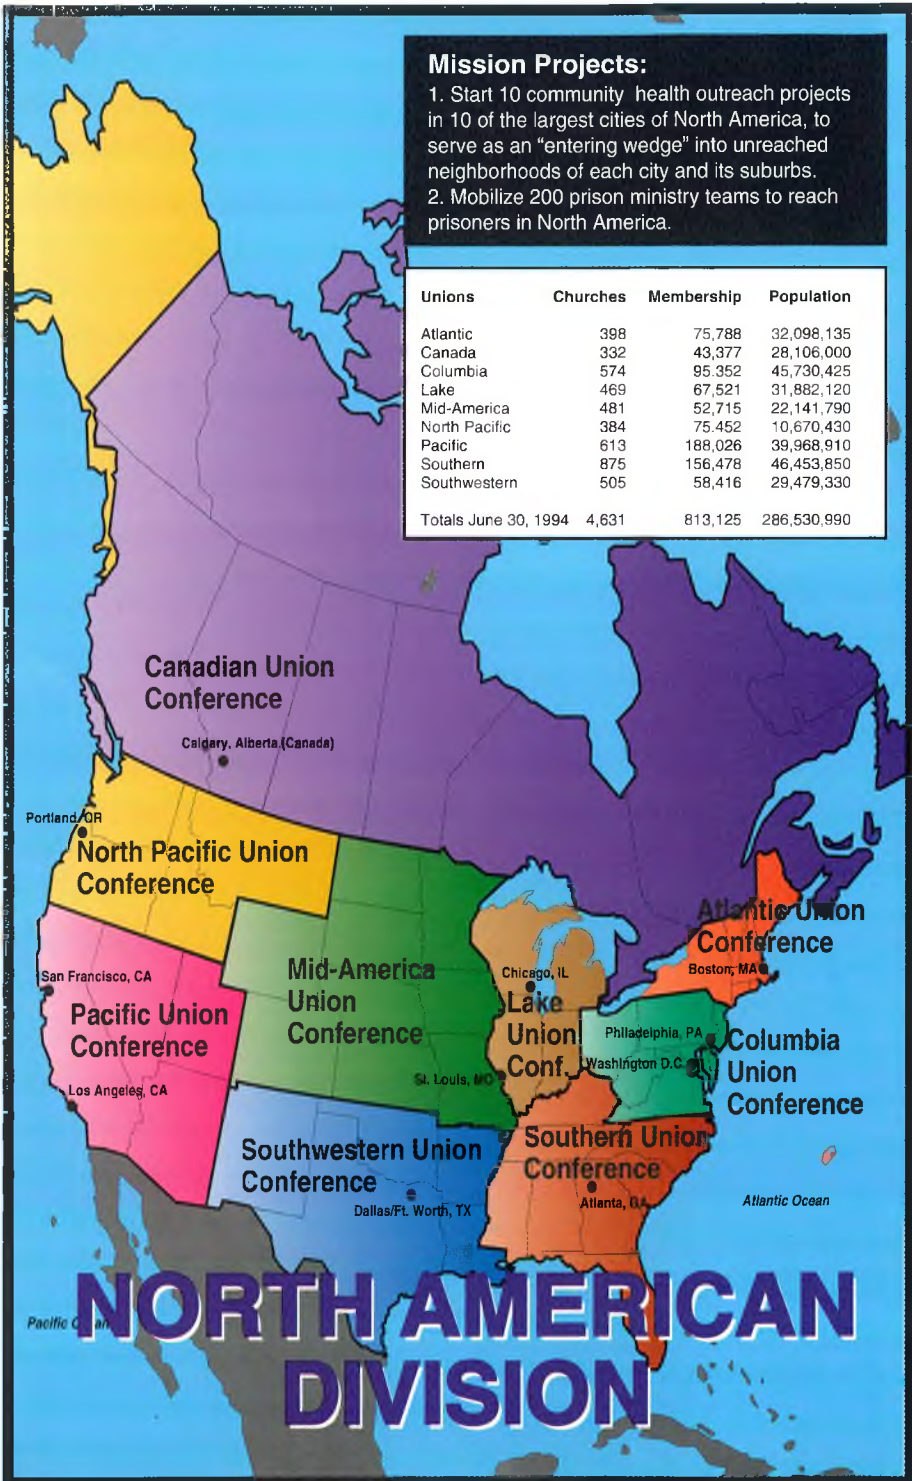 Mission Projects:
1. Start 10 community health outreach projects
in 10 of the largest cities of North America, to
serve as an “entering wedge” into unreached
neighborhoods of each city and its suburbs.
2. Mobilize 200 prison ministry teams to reach
prisoners in North America.
Unions Churches Membership Population
Atlantic 398 75,788 32,098,135
Canada 332 43,377 28,106,000
Columbia 574 95.352 45,730,425
Lake 469 67,521 31,882,120
Mid-America 481 52,715 22,141,790
North Pacific 384 75.452 10,670,430
Pacific 613 188,026 39,968,910
Southern 875 156,478 46,453,850
Southwestern 505 58,416 29,479,330
Totals June 30, 1994 4,631 813,125 286,530,990
Canadian Union
Conference
Calgary, Alberta (Canada)
Portland, OR
North Pacific Union
Conference
Atlantic Union
Conference
Boston, MA
San Francisco, CA
Mid-America
Union
Conference
Chicago, IL
Lake
Union
Conf.
Pacific Union
Conference
Philadelphia, PA
Washington D.C.
Columbia
Union
Conference
St. Louis, MO
Los Angeles, CA
Southwestern Union
Conference
Dallas/Ft. Worth, TX
Southern Union
Conference
Atlanta, GA
Atlantic Ocean
Pacific Ocean
NORTH AMERICAN
DIVISION